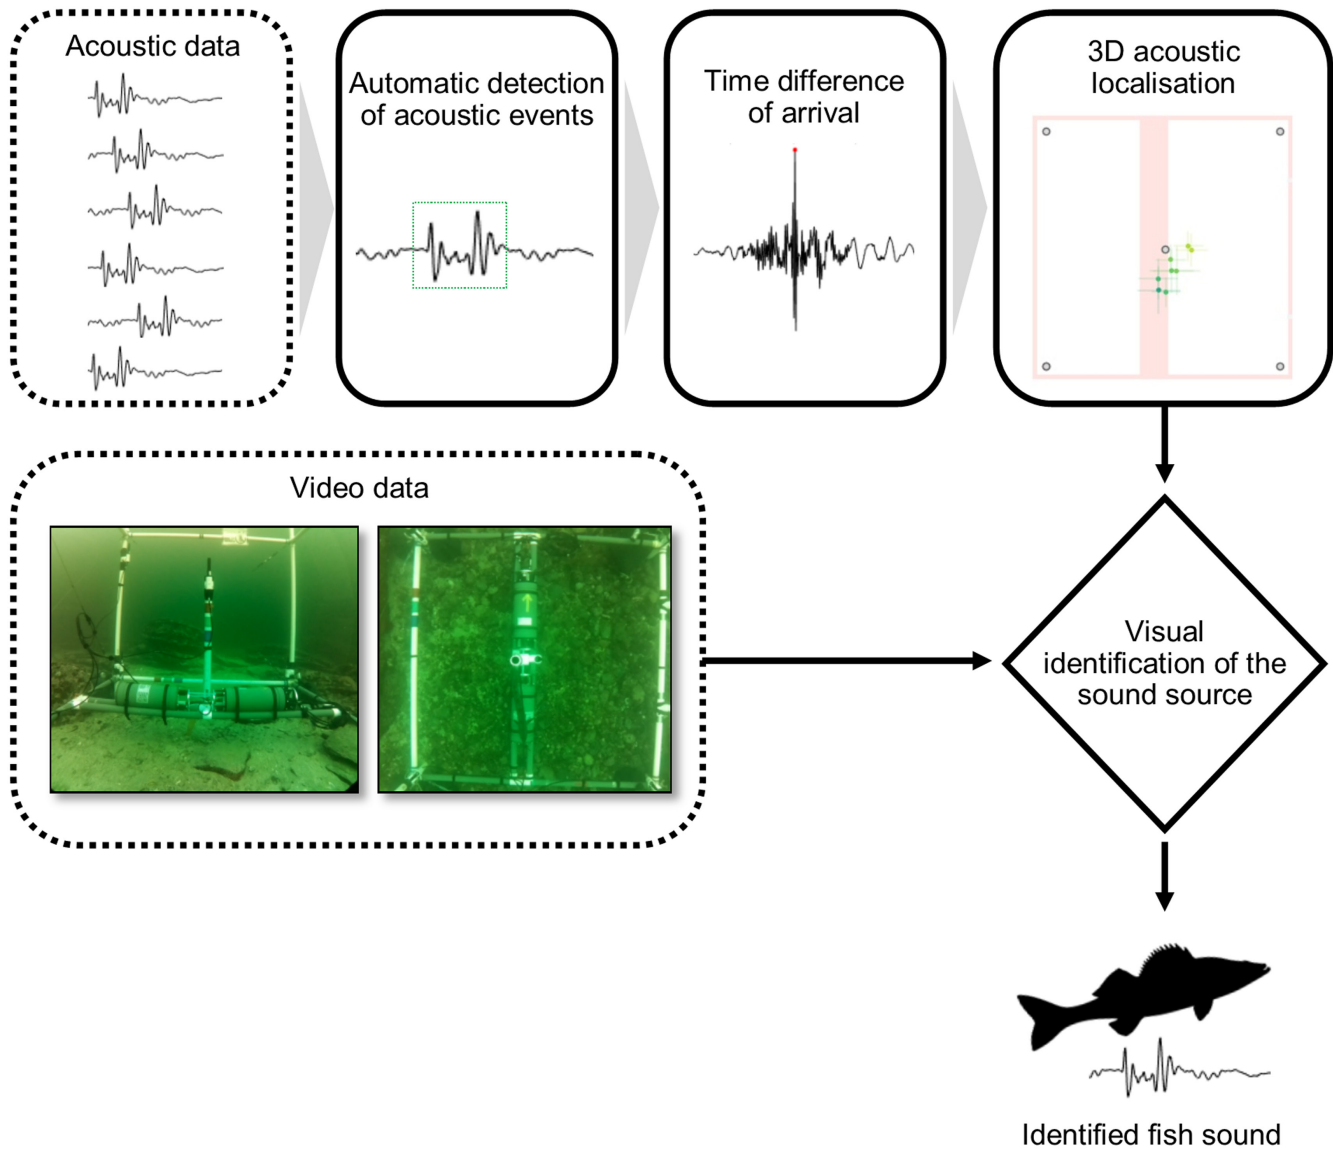 Acoustic data
Automatic detection
of acoustic events
Time difference
of arrival
3D acoustic
localisation
Video data
Visual
identification of the
sound source
Identified fish sound